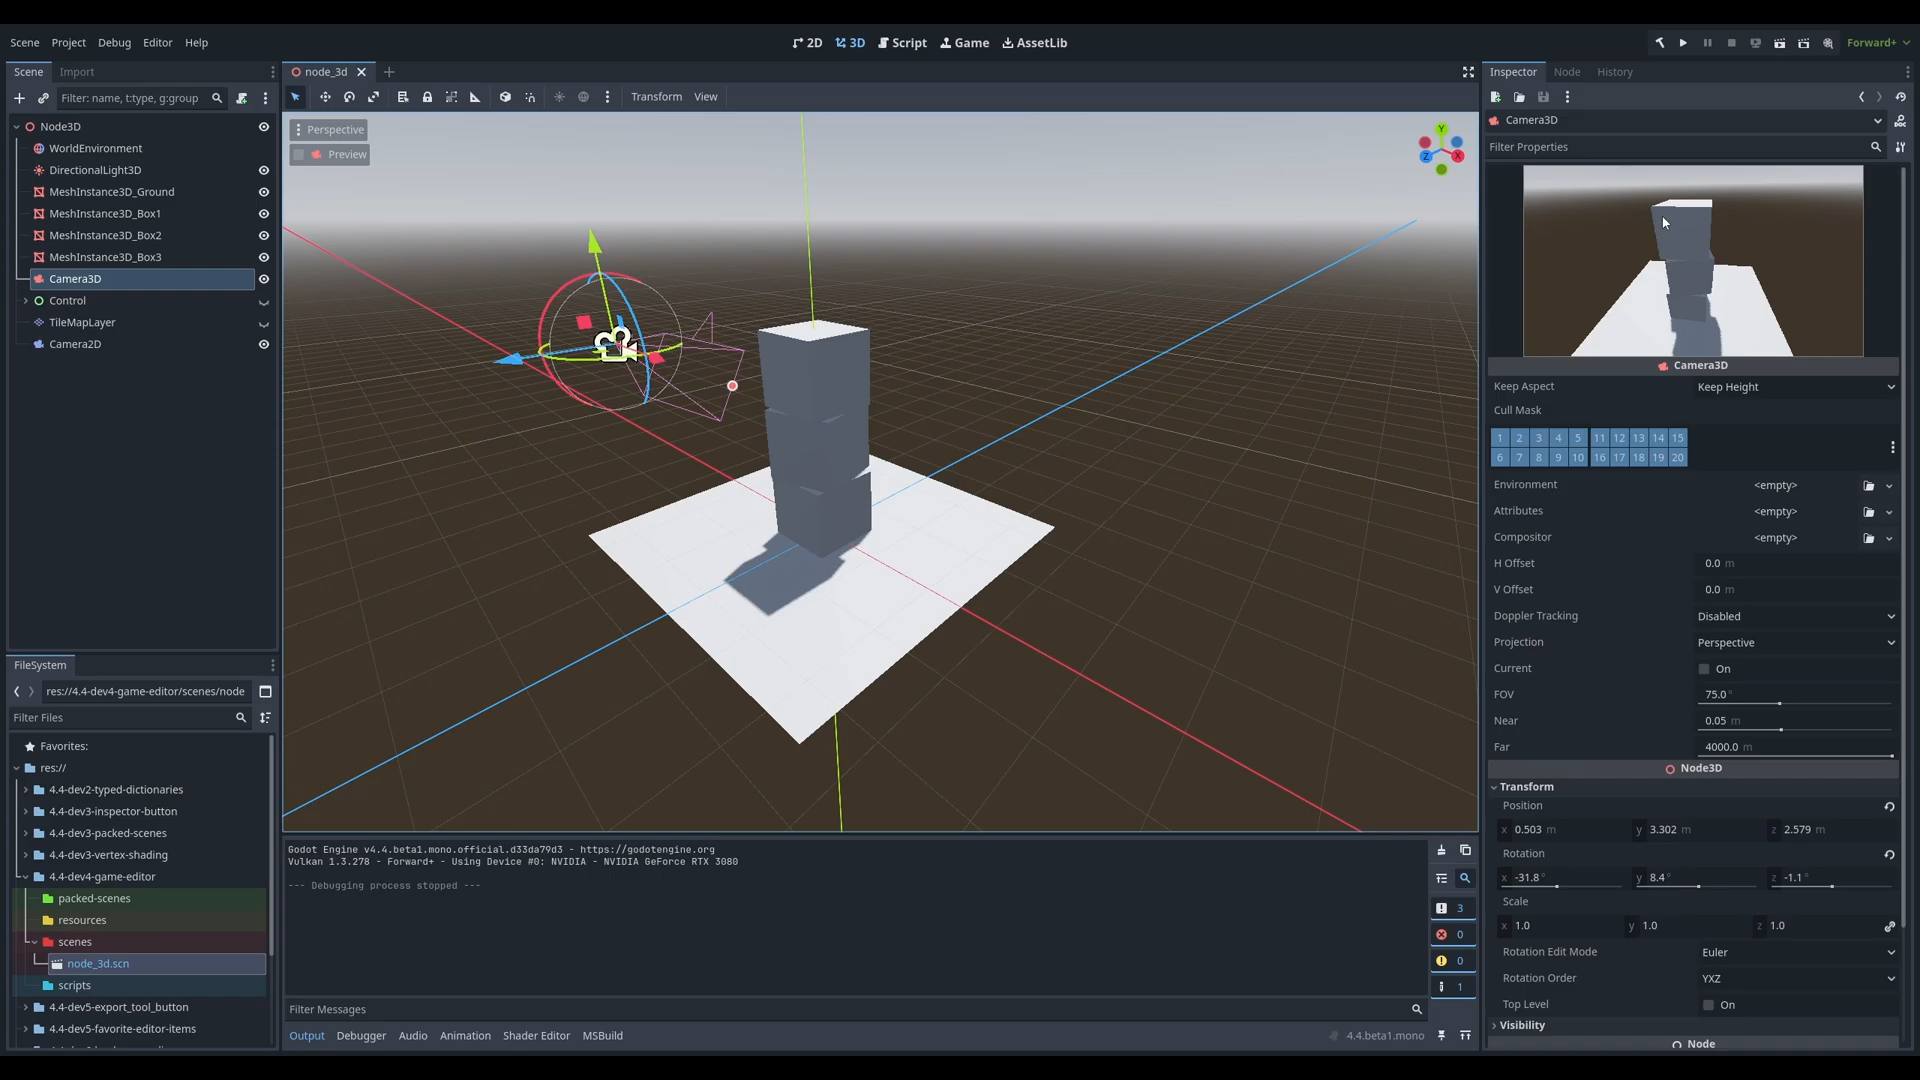 Scene Project Debug Editor Help
2D 3D Script Game AssetLib
Forward+
Scene Import
Filter: name, t:type, g:group
Node3D
WorldEnvironment
DirectionalLight3D
MeshInstance3D_Ground
MeshInstance3D_Box1
MeshInstance3D_Box2
MeshInstance3D_Box3
Camera3D
Control
TileMapLayer
Camera2D
FileSystem
res://4.4-dev4-game-editor/scenes/node
Filter Files
Favorites:
res://
4.4-dev2-typed-dictionaries
4.4-dev3-inspector-button
4.4-dev3-packed-scenes
4.4-dev3-vertex-shading
4.4-dev4-game-editor
packed-scenes
resources
scenes
node_3d.scn
scripts
4.4-dev5-export_tool_button
4.4-dev5-favorite-editor-items
node_3d
Transform View
Perspective
Preview
Y
Z X
Godot Engine v4.4.beta1.mono.official.d33da79d3 - https://godotengine.org
Vulkan 1.3.278 - Forward+ - Using Device #0: NVIDIA - NVIDIA GeForce RTX 3080
--- Debugging process stopped ---
3
0
0
1
Filter Messages
Output Debugger Audio Animation Shader Editor MSBuild
4.4.beta1.mono
Inspector Node History
Camera3D
Filter Properties
Camera3D
Keep Aspect Keep Height
Cull Mask
1 2 3 4 5 11 12 13 14 15
6 7 8 9 10 16 17 18 19 20
Environment <empty>
Attributes <empty>
Compositor <empty>
H Offset 0.0 m
V Offset 0.0 m
Doppler Tracking Disabled
Projection Perspective
Current On
FOV 75.0 °
Near 0.05 m
Far 4000.0 m
Node3D
Transform
Position
x 0.503 m y 3.302 m z 2.579 m
Rotation
x -31.8 ° y 8.4 ° z -1.1 °
Scale
x 1.0 y 1.0 z 1.0
Rotation Edit Mode Euler
Rotation Order YXZ
Top Level On
Visibility
Node